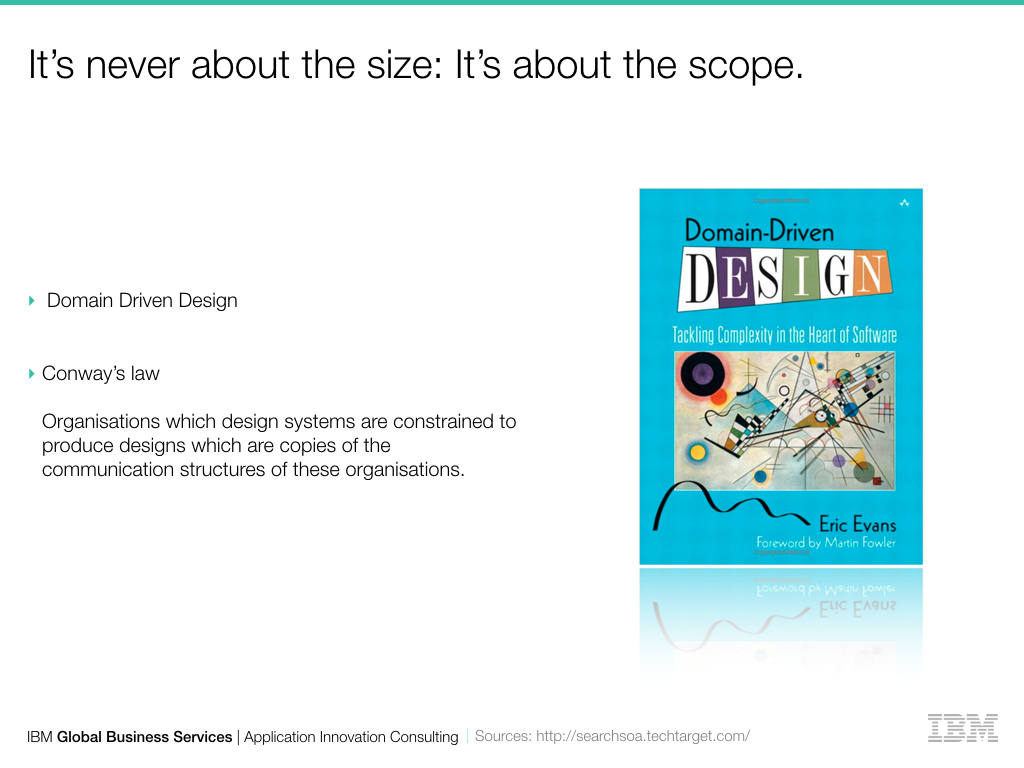 It’s never about the size: It’s about the scope.
Domain Driven Design
Conway’s law
Organisations which design systems are constrained to
produce designs which are copies of the
communication structures of these organisations.
Domain-Driven
DESIGN
Tackling Complexity in the Heart of Software
Eric Evans
Foreword by Martin Fowler
IBM Global Business Services | Application Innovation Consulting | Sources: http://searchsoa.techtarget.com/
IBM